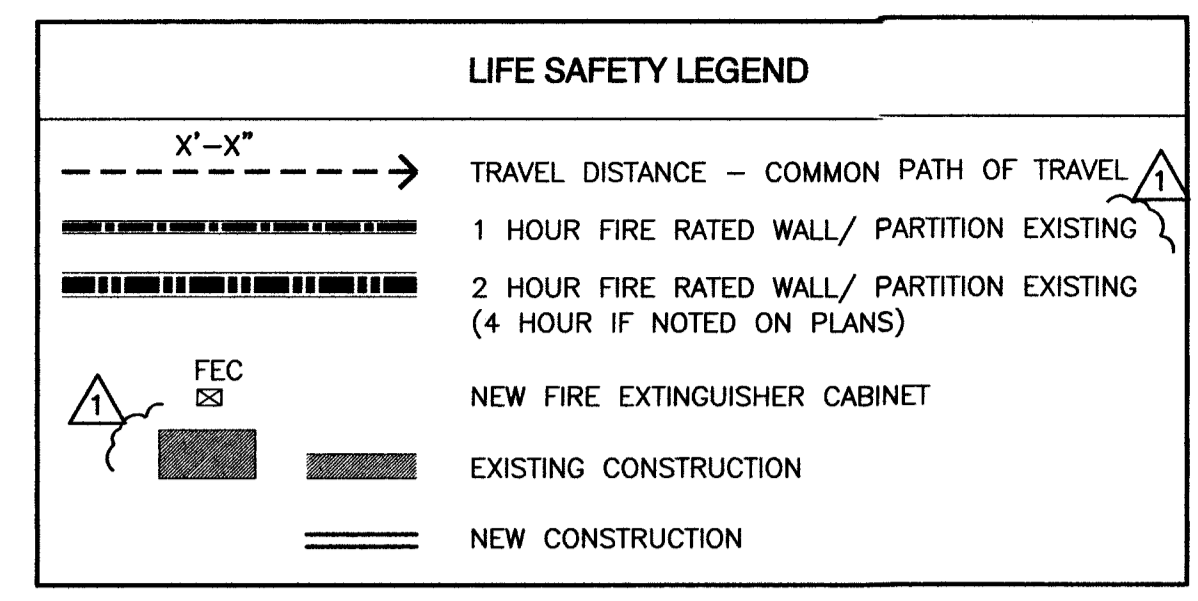 LIFE SAFETY LEGEND
X'-X"
TRAVEL DISTANCE – COMMON PATH OF TRAVEL
1
1 HOUR FIRE RATED WALL/ PARTITION EXISTING
2 HOUR FIRE RATED WALL/ PARTITION EXISTING
(4 HOUR IF NOTED ON PLANS)
FEC
1
NEW FIRE EXTINGUISHER CABINET
EXISTING CONSTRUCTION
NEW CONSTRUCTION